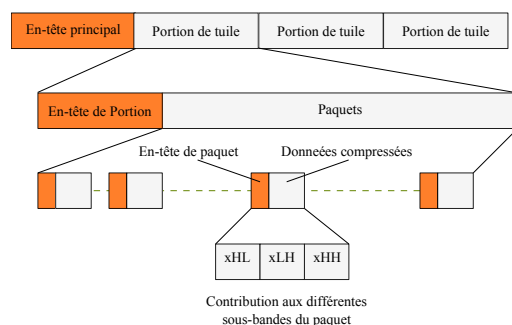 En-tête principal
Portion de tuile
Portion de tuile
Portion de tuile
En-tête de Portion
Paquets
En-tête de paquet
Donneées compressées
xHL
xLH
xHH
Contribution aux différentes
sous-bandes du paquet